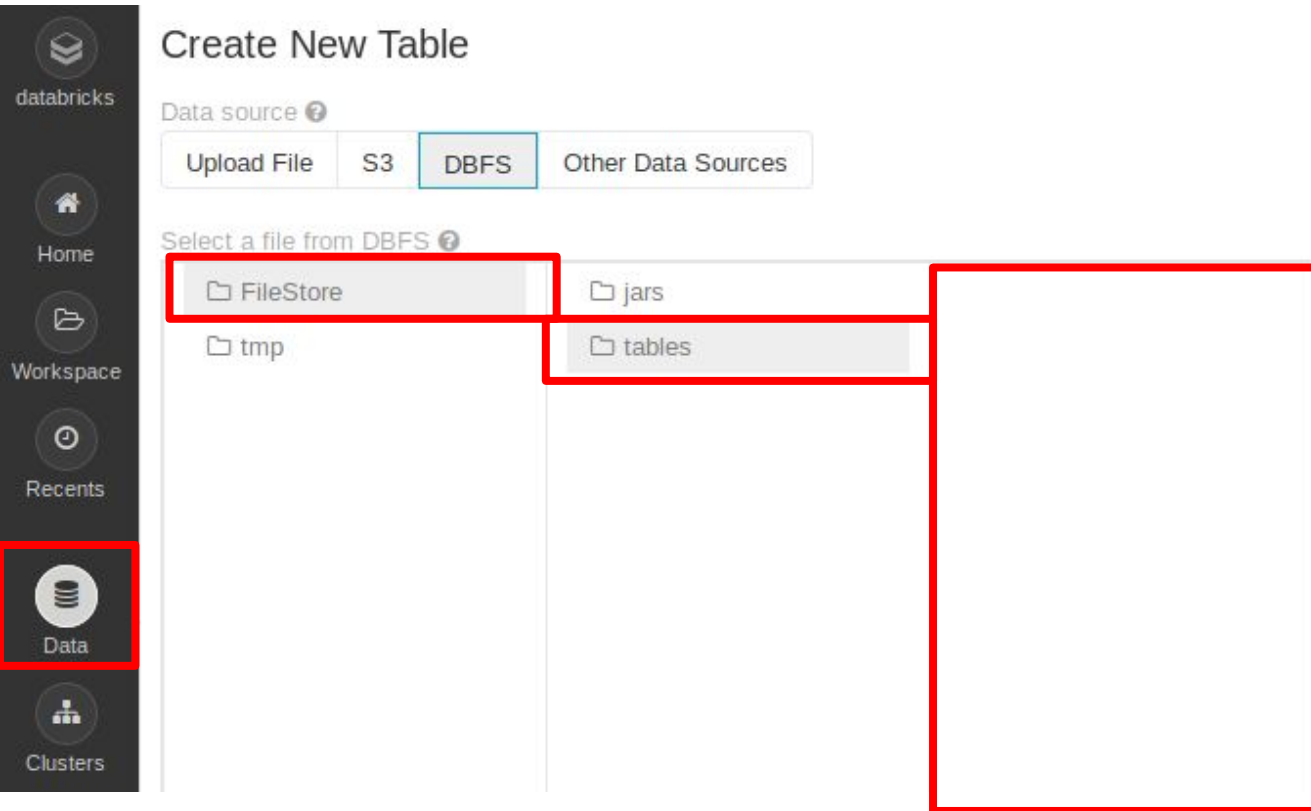 databricks
Home
Workspace
Recents
Data
Clusters
Create New Table
Data source
Upload File S3 DBFS Other Data Sources
Select a file from DBFS
FileStore
tmp
jars
tables